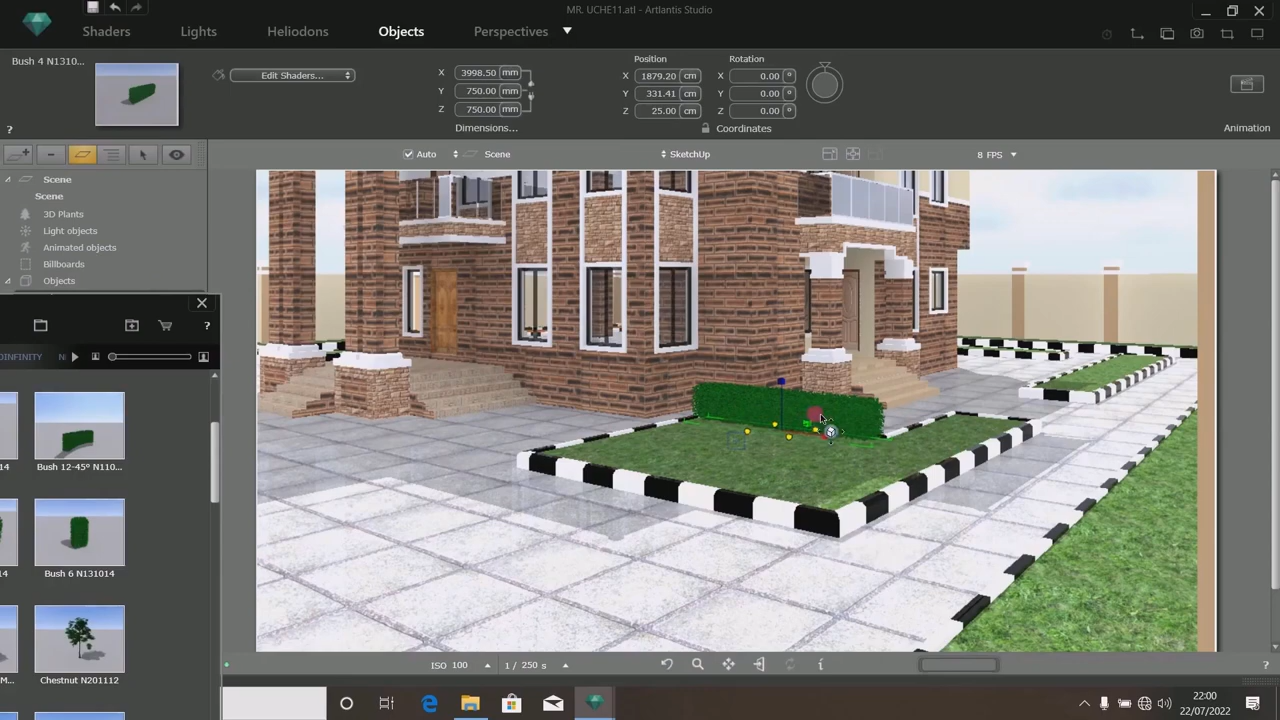 MR. UCHE11.atl - Artlantis Studio
Shaders
Lights
Heliodons
Objects
Perspectives
Bush 4 N1310...
Edit Shaders...
X 3998.50 mm
Y 750.00 mm
Z 750.00 mm
Dimensions...
Position
X 1879.20 cm
Y 331.41 cm
Z 25.00 cm
Rotation
X 0.00 °
Y 0.00 °
Z 0.00 °
Coordinates
?
Animation
Auto
Scene
SketchUp
8 FPS
Scene
Scene
3D Plants
Light objects
Animated objects
Billboards
Objects
?
OINFINITY
14
Bush 12-45° N110...
14
Bush 6 N131014
M...
Chestnut N201112
ISO 100
1 / 250 s
?
22:00
22/07/2022